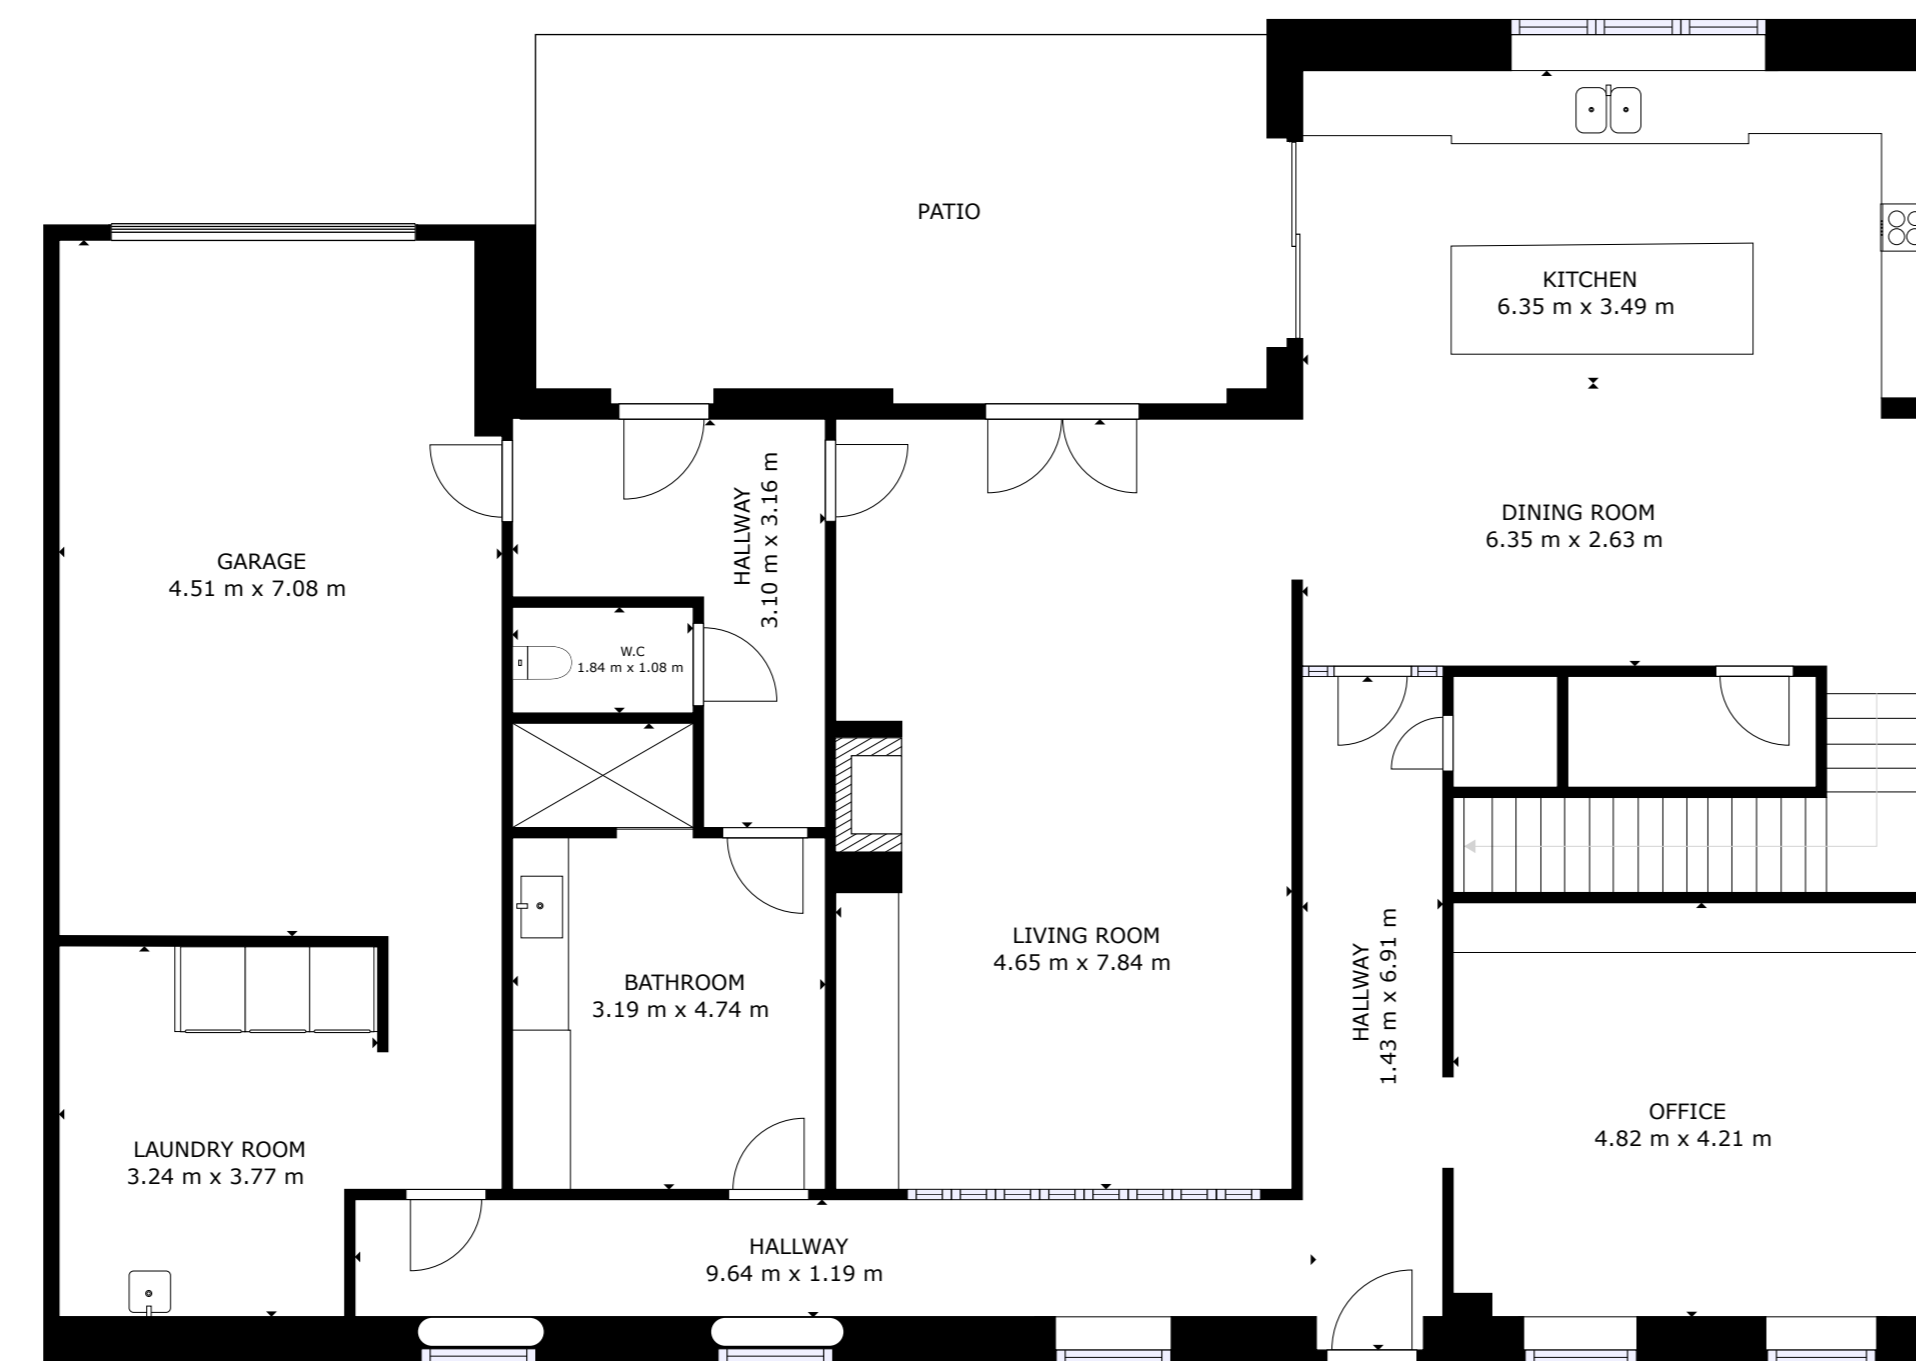 PATIO
KITCHEN
6.35 m x 3.49 m
DINING ROOM
6.35 m x 2.63 m
GARAGE
4.51 m x 7.08 m
HALLWAY
3.10 m x 3.16 m
W.C
1.84 m x 1.08 m
LIVING ROOM
4.65 m x 7.84 m
BATHROOM
3.19 m x 4.74 m
HALLWAY
1.43 m x 6.91 m
OFFICE
4.82 m x 4.21 m
LAUNDRY ROOM
3.24 m x 3.77 m
HALLWAY
9.64 m x 1.19 m